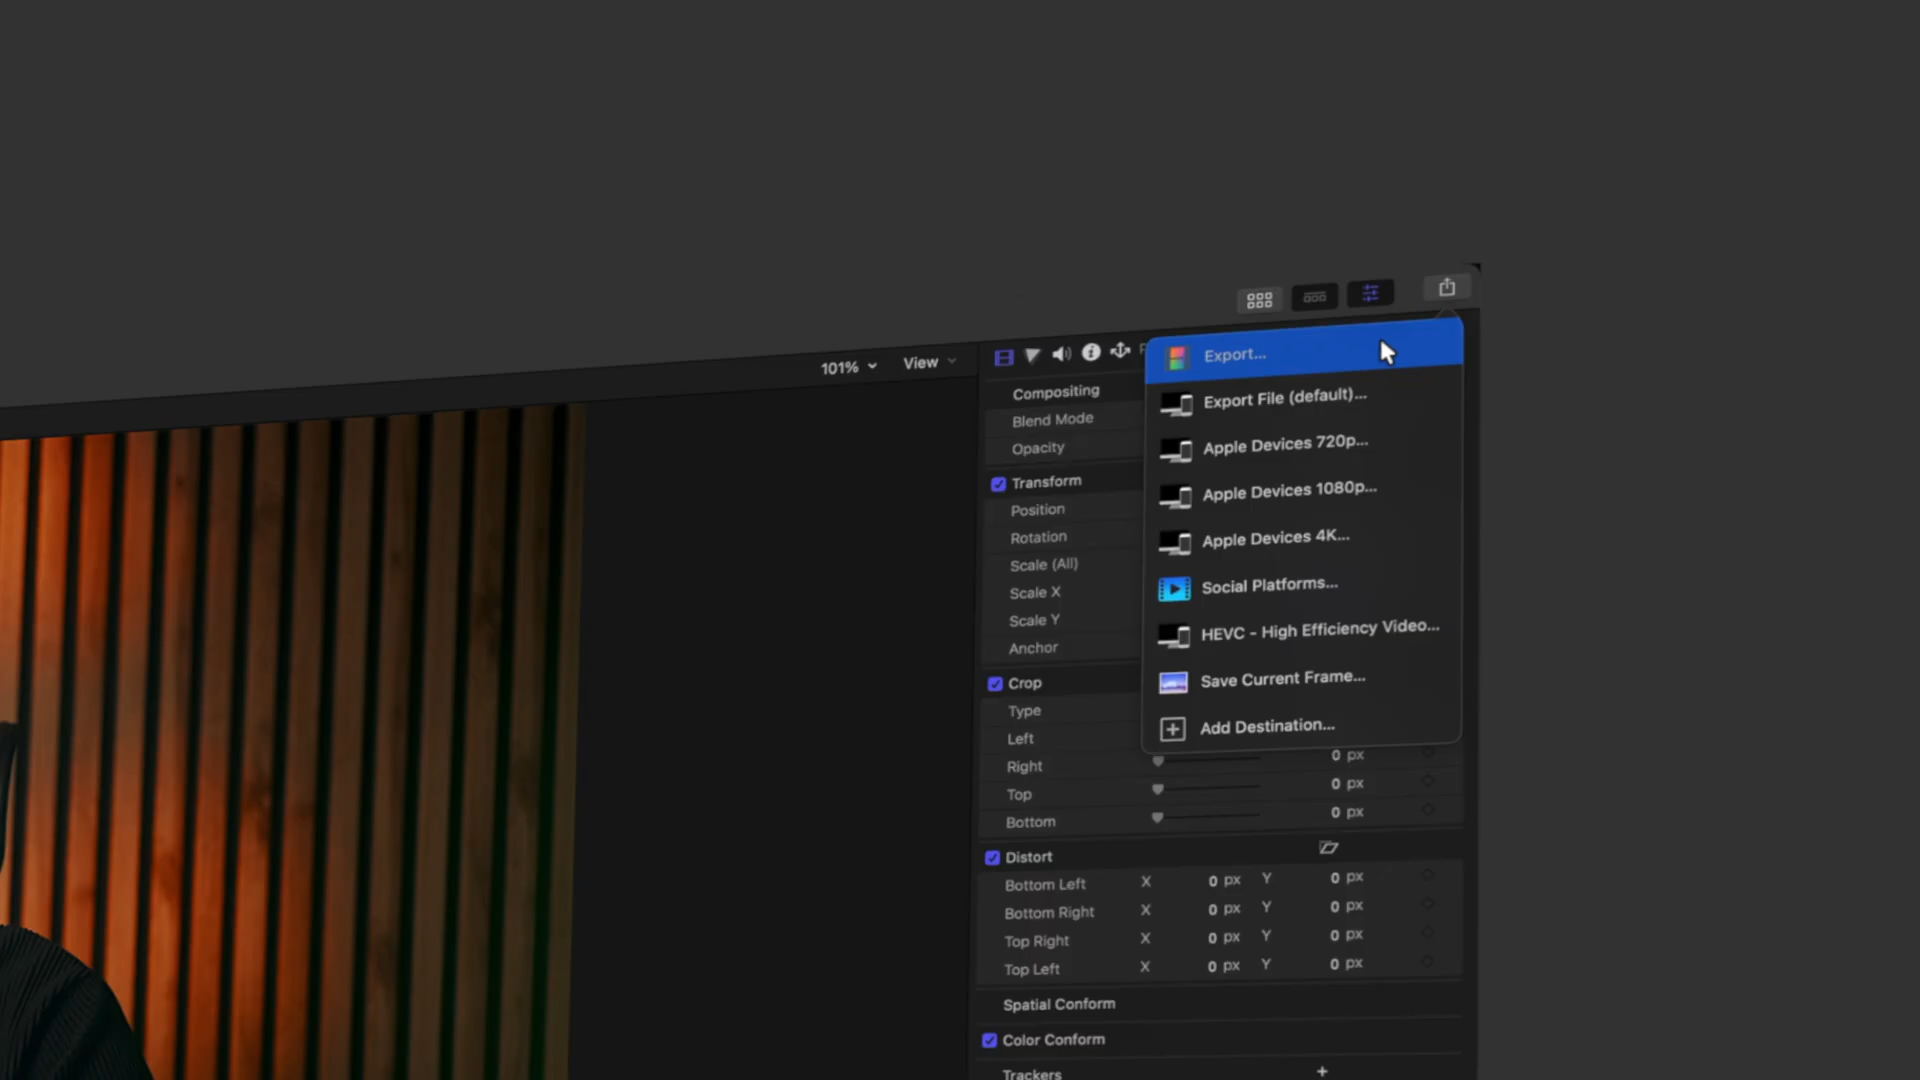 101%
View
Compositing
Blend Mode
Opacity
Transform
Position
Rotation
Scale (All)
Scale X
Scale Y
Anchor
Crop
Type
Left
Right 0 px
Top 0 px
Bottom 0 px
Distort
Bottom Left X 0 px Y 0 px
Bottom Right X 0 px Y 0 px
Top Right X 0 px Y 0 px
Top Left X 0 px Y 0 px
Spatial Conform
Color Conform
Trackers
Export...
Export File (default)...
Apple Devices 720p...
Apple Devices 1080p...
Apple Devices 4K...
Social Platforms...
HEVC - High Efficiency Video...
Save Current Frame...
Add Destination...